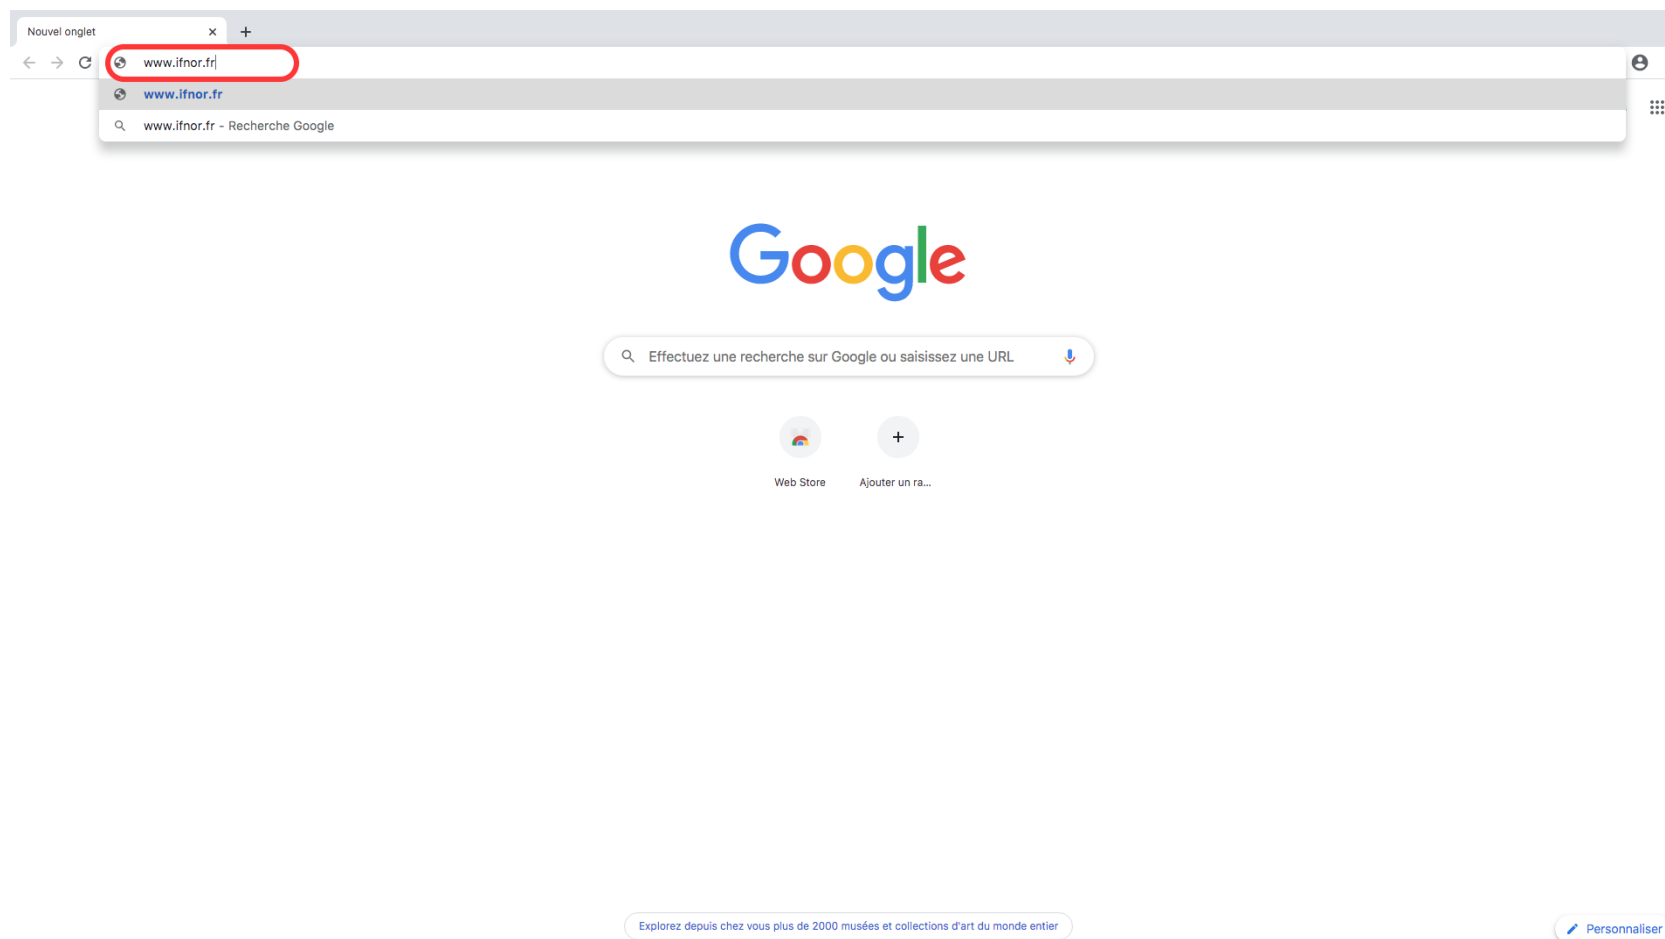 Nouvel onglet
www.ifnor.fr
www.ifnor.fr
www.ifnor.fr - Recherche Google
Google
Effectuez une recherche sur Google ou saisissez une URL
Web Store
Ajouter un ra...
Explorez depuis chez vous plus de 2000 musées et collections d'art du monde entier
Personnaliser